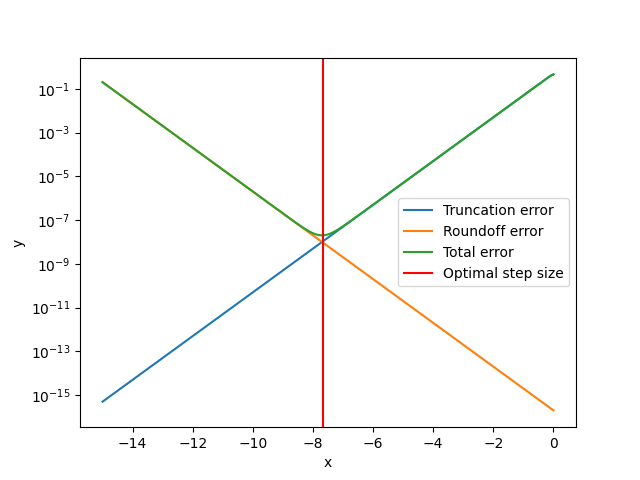 10⁻¹
10⁻³
10⁻⁵
10⁻⁷
10⁻⁹
10⁻¹¹
10⁻¹³
10⁻¹⁵
y
Truncation error
Roundoff error
Total error
Optimal step size
−14 −12 −10 −8 −6 −4 −2 0
x